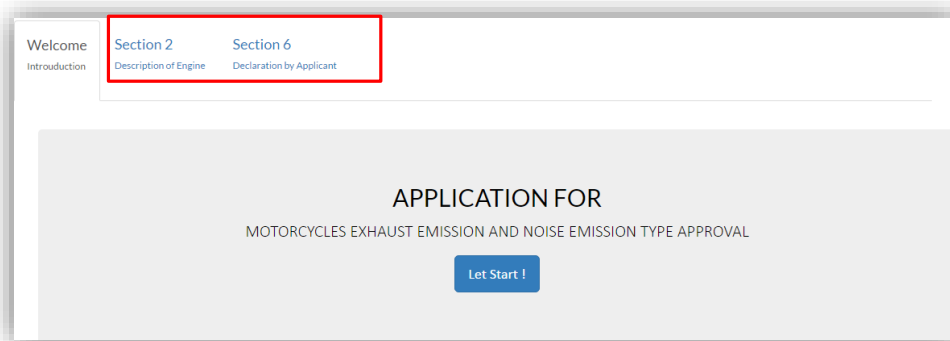 Welcome
Introuduction
Section 2
Description of Engine
Section 6
Declaration by Applicant
APPLICATION FOR
MOTORCYCLES EXHAUST EMISSION AND NOISE EMISSION TYPE APPROVAL
Let Start !